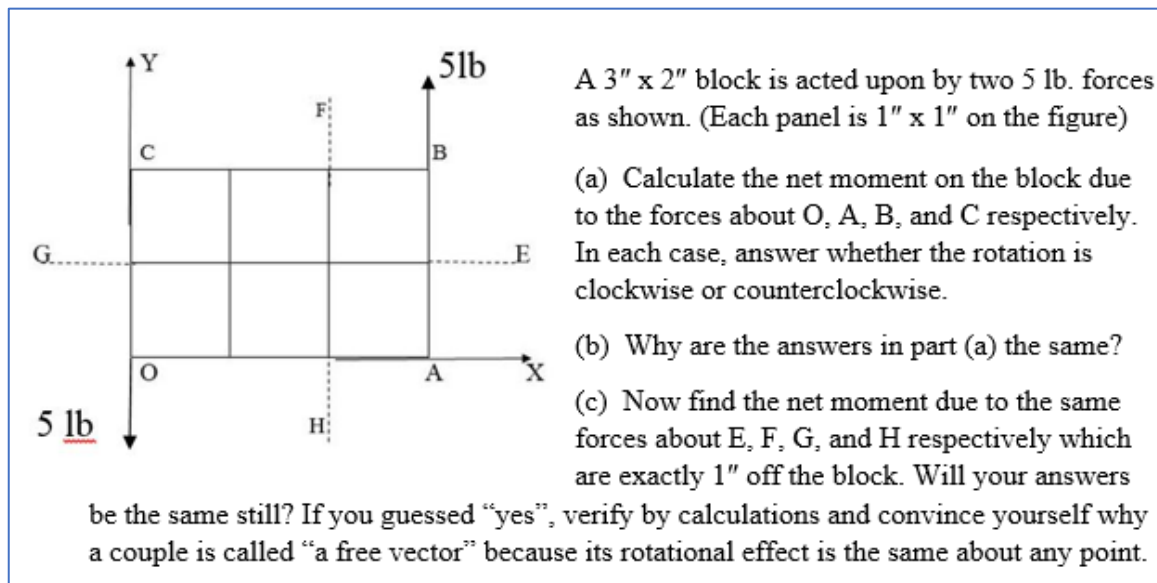 Y
5lb
F
C
B
G
E
O
A
X
5 lb
H
A 3″ x 2″ block is acted upon by two 5 lb. forces
as shown. (Each panel is 1″ x 1″ on the figure)
(a) Calculate the net moment on the block due
to the forces about O, A, B, and C respectively.
In each case, answer whether the rotation is
clockwise or counterclockwise.
(b) Why are the answers in part (a) the same?
(c) Now find the net moment due to the same
forces about E, F, G, and H respectively which
are exactly 1″ off the block. Will your answers
be the same still? If you guessed “yes”, verify by calculations and convince yourself why
a couple is called “a free vector” because its rotational effect is the same about any point.